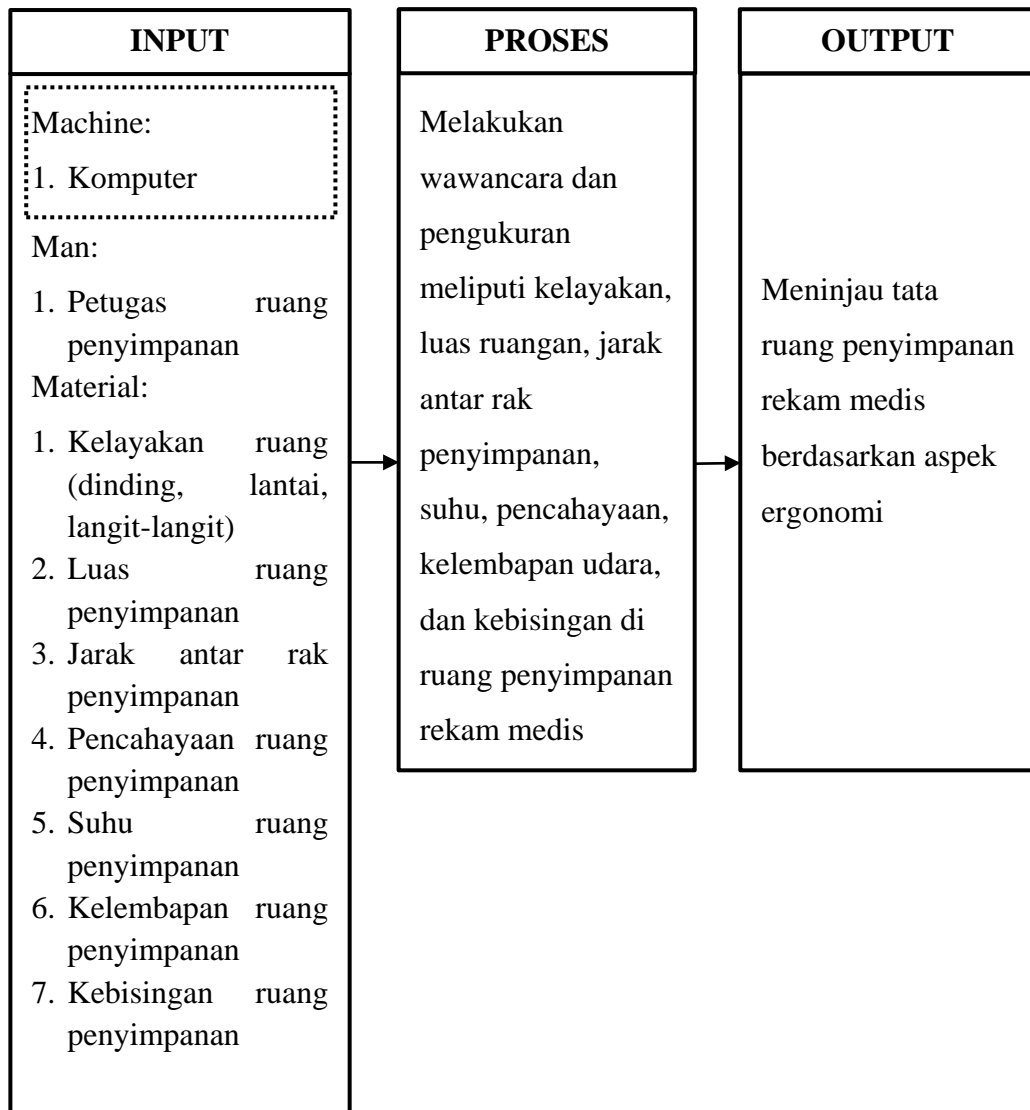 INPUT
Machine:
1. Komputer
Man:
1. Petugas ruang
penyimpanan
Material:
1. Kelayakan ruang
(dinding, lantai,
langit-langit)
2. Luas ruang
penyimpanan
3. Jarak antar rak
penyimpanan
4. Pencahayaan ruang
penyimpanan
5. Suhu ruang
penyimpanan
6. Kelembapan ruang
penyimpanan
7. Kebisingan ruang
penyimpanan
PROSES
Melakukan
wawancara dan
pengukuran
meliputi kelayakan,
luas ruangan, jarak
antar rak
penyimpanan,
suhu, pencahayaan,
kelembapan udara,
dan kebisingan di
ruang penyimpanan
rekam medis
OUTPUT
Meninjau tata
ruang penyimpanan
rekam medis
berdasarkan aspek
ergonomi